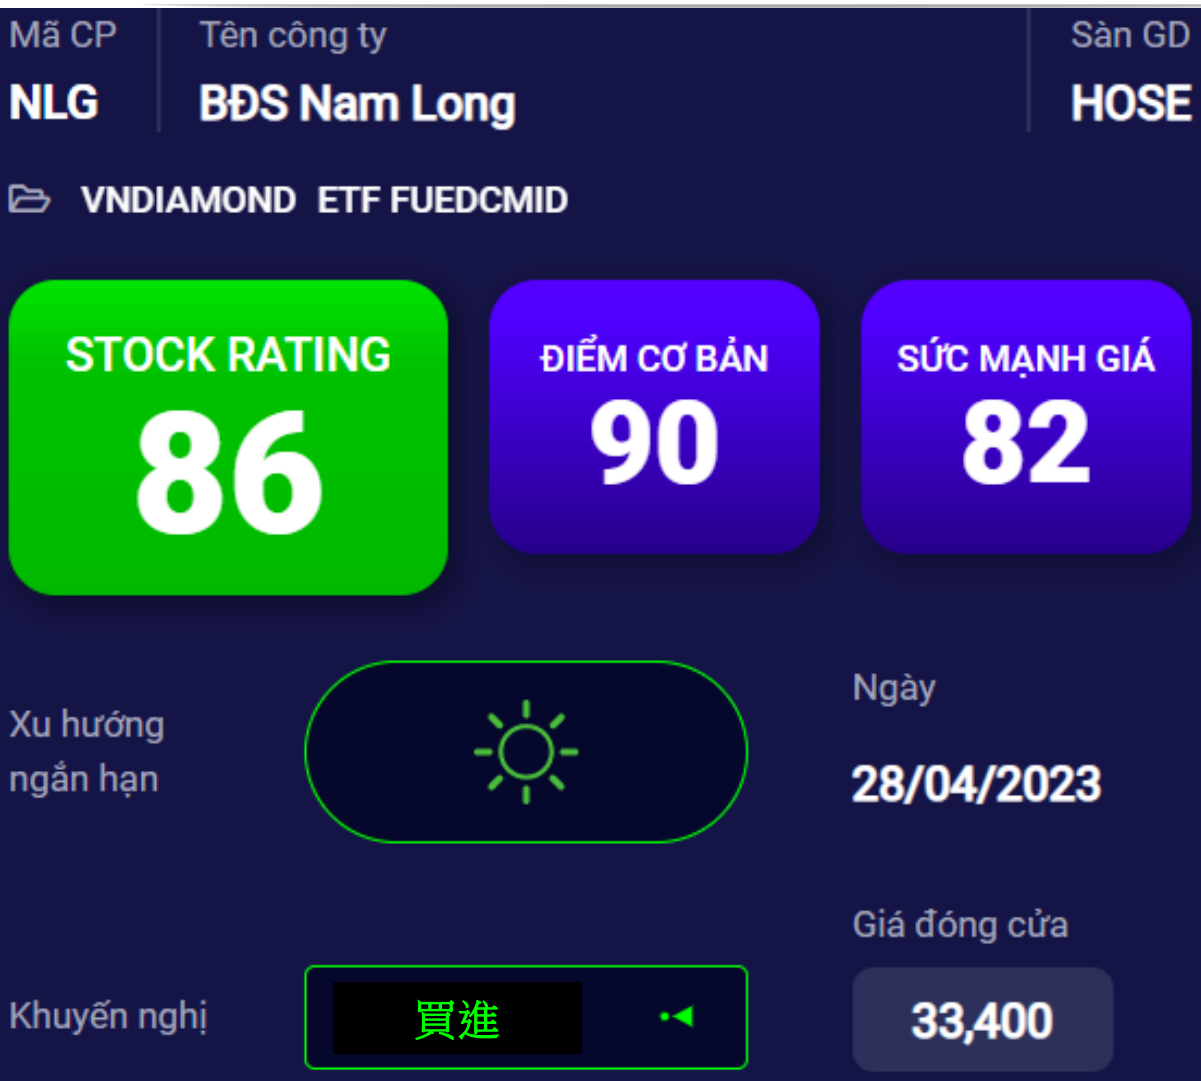 Mã CP
Tên công ty
Sàn GD
NLG
BĐS Nam Long
HOSE
VNDIAMOND ETF FUEDCMID
STOCK RATING
86
ĐIỂM CƠ BẢN
90
SỨC MẠNH GIÁ
82
Xu hướng
ngắn hạn
Ngày
28/04/2023
Khuyến nghị
買進
Giá đóng cửa
33,400